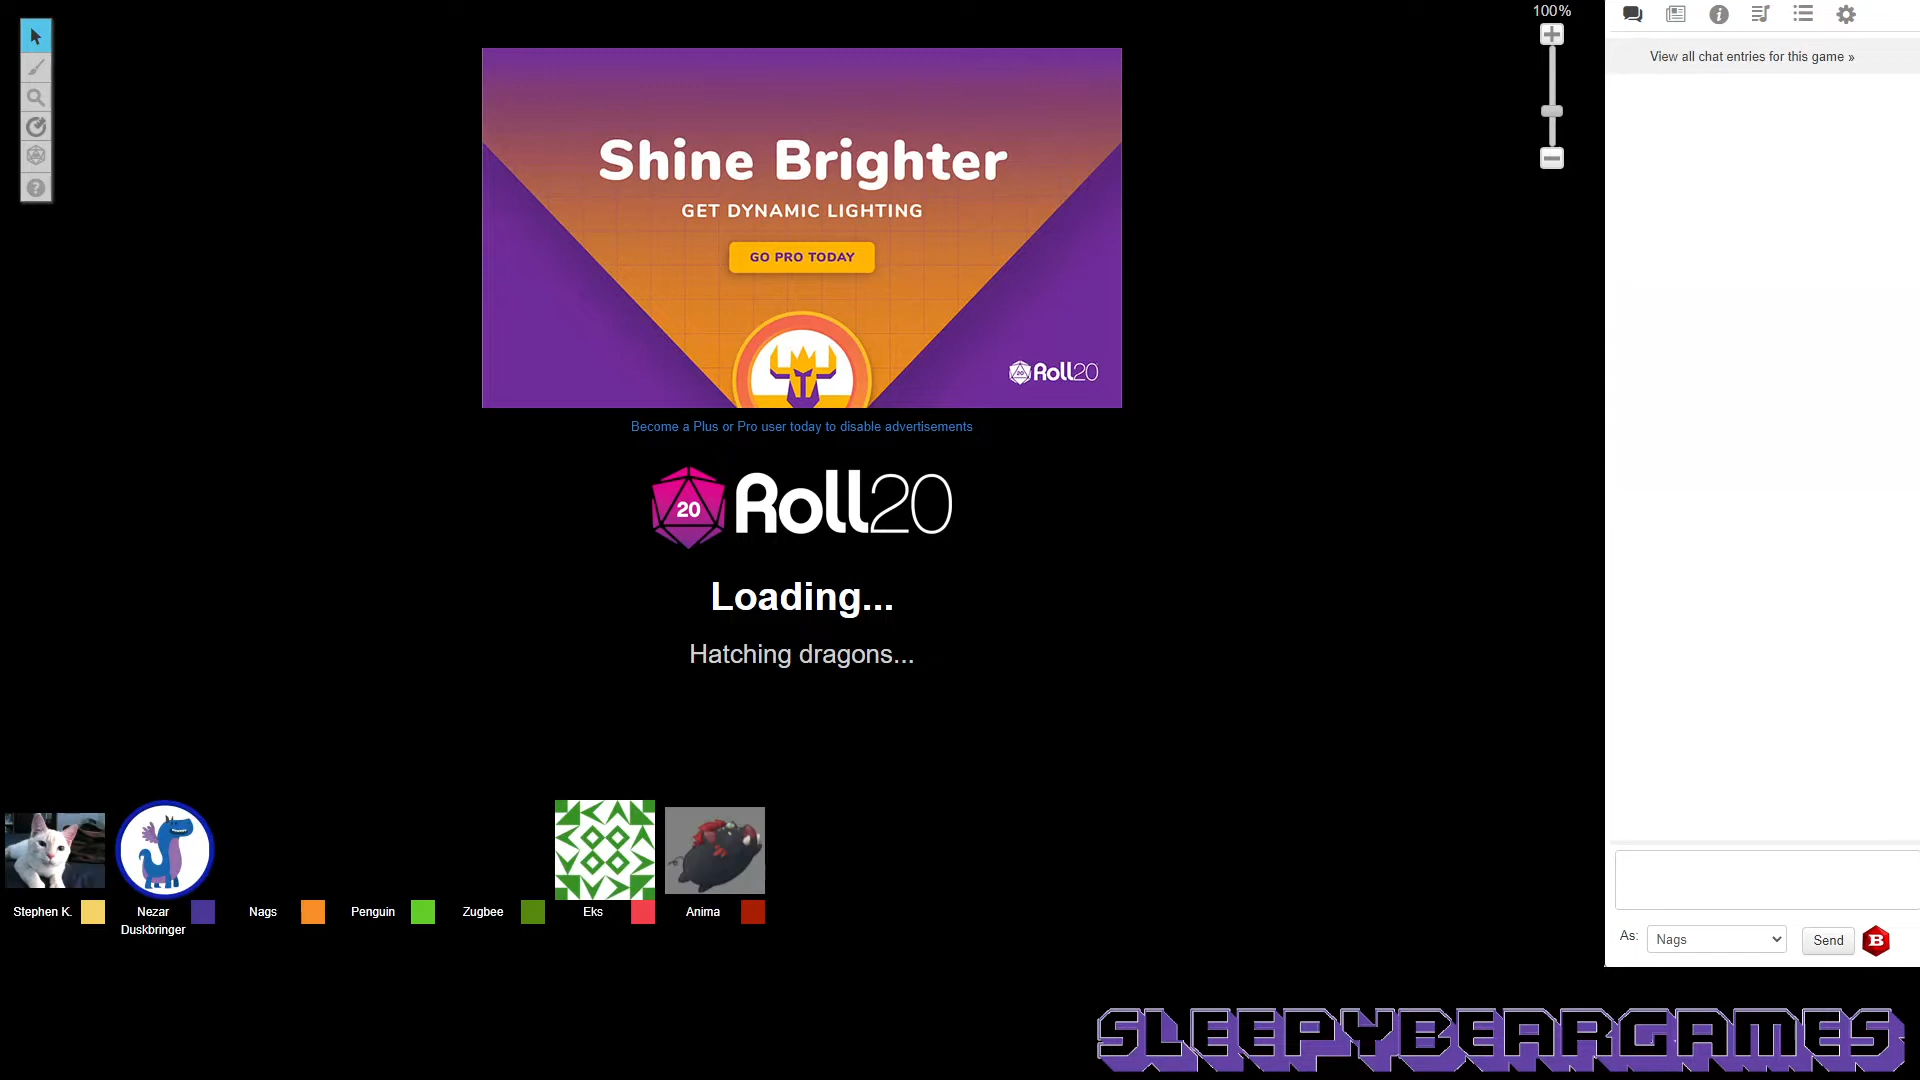 100%
View all chat entries for this game »
Shine Brighter
GET DYNAMIC LIGHTING
GO PRO TODAY
20 Roll20
Become a Plus or Pro user today to disable advertisements
20 Roll20
Loading...
Hatching dragons...
Stephen K.
Nezar
Duskbringer
Nags
Penguin
Zugbee
Eks
Anima
As:
Nags
Send
B
SLEEPYBEARGAMES